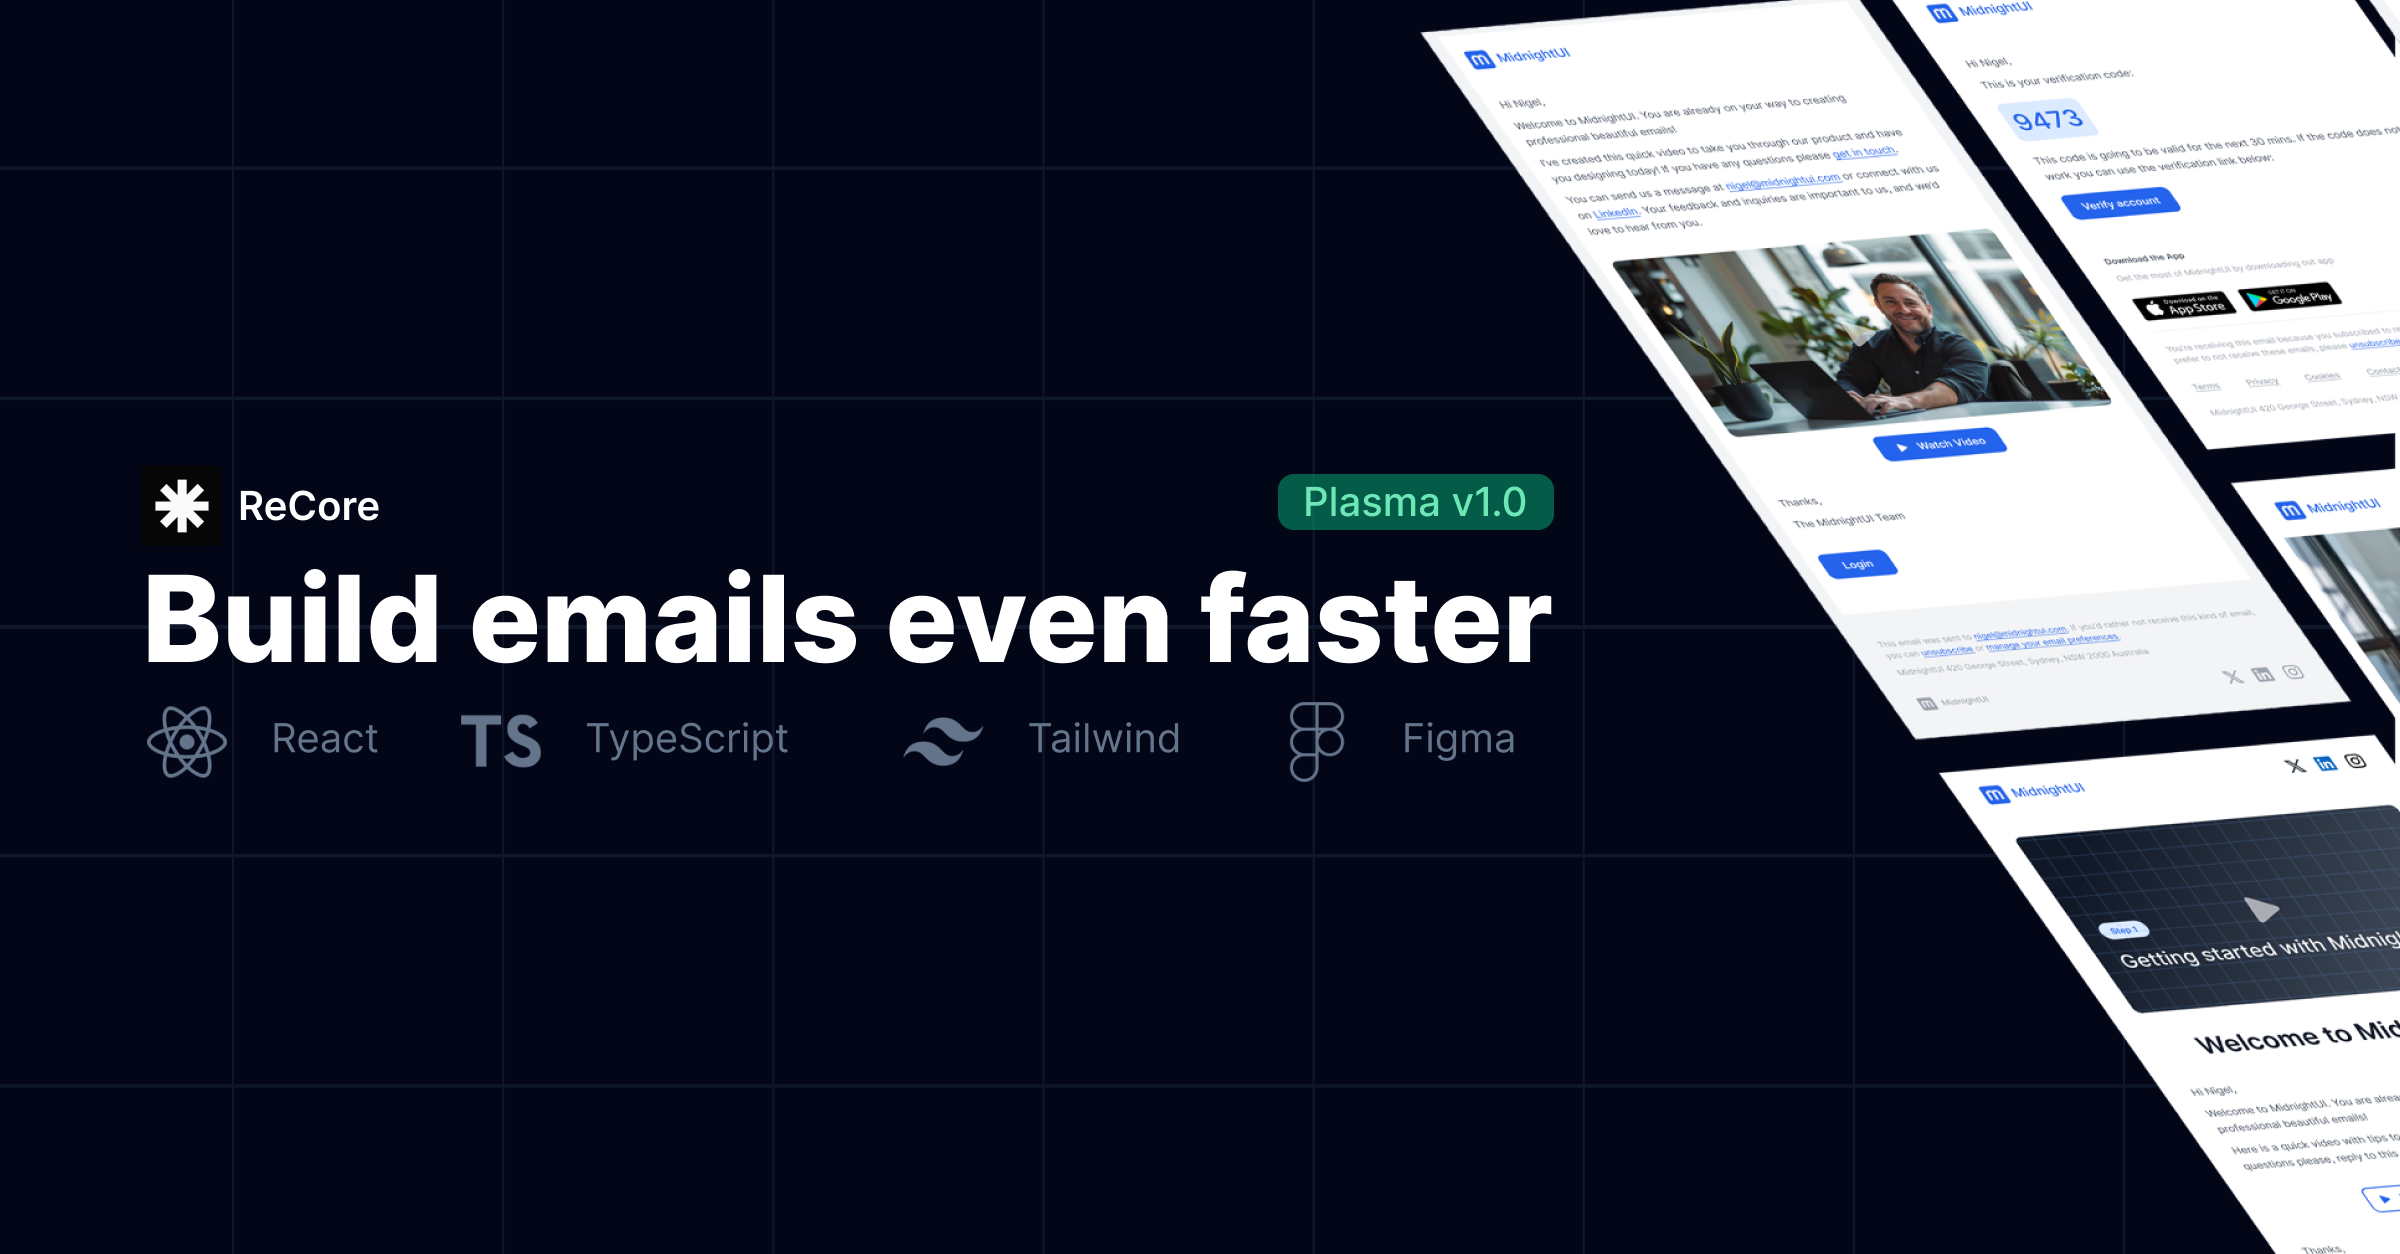 ReCore
Plasma v1.0
Build emails even faster
React
TS
TypeScript
Tailwind
Figma
MidnightUI
Hi Nigel,
Welcome to MidnightUI. You are already on your way to creating
professional beautiful emails!
I've created this quick video to take you through our product and have
you designing today! If you have any questions please get in touch.
You can send us a message at nigel@midnightui.com or connect with us
on LinkedIn. Your feedback and inquiries are important to us, and we'd
love to hear from you.
Watch Video
Thanks,
The MidnightUI Team
Login
This email was sent to nigel@midnightui.com. If you'd rather not receive this kind of email,
you can unsubscribe or manage your email preferences.
MidnightUI 420 George Street, Sydney, NSW 2000 Australia
MidnightUI
MidnightUI
Hi Nigel,
This is your verification code:
9473
This code is going to be valid for the next 30 mins. If the code does not
work you can use the verification link below:
Verify account
Download the App
Get the most of MidnightUI by downloading out app
Download on the
App Store
GET IT ON
Google Play
You're receiving this email because you subscribed to
prefer to not receive these emails, please unsubscribe
Terms
Privacy
Cookies
Contact
MidnightUI 420 George Street, Sydney, NSW
MidnightUI
MidnightUI
Step 1
Getting started with
Welcome to
Hi Nigel,
Welcome to MidnightUI. You are
professional beautiful emails!
Here is a quick video with tips to
questions please, reply to this
Thanks,